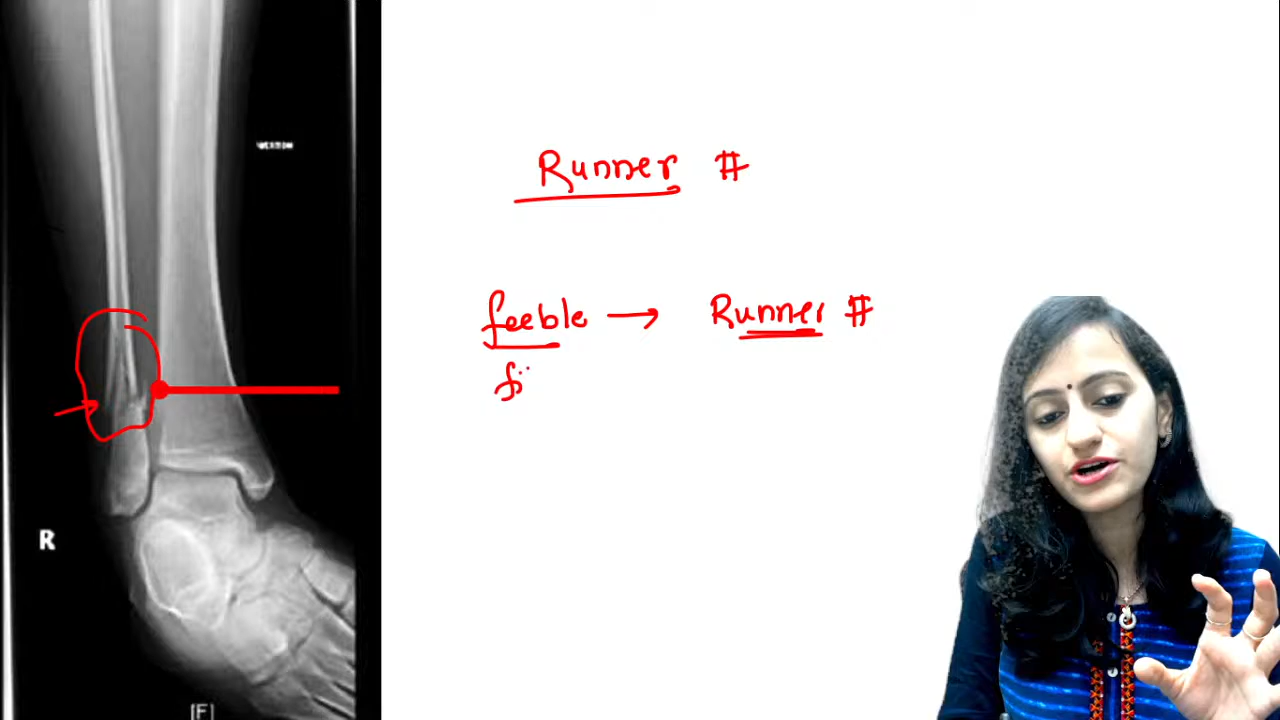 Runner #
feeble → Runner #
R
[F]